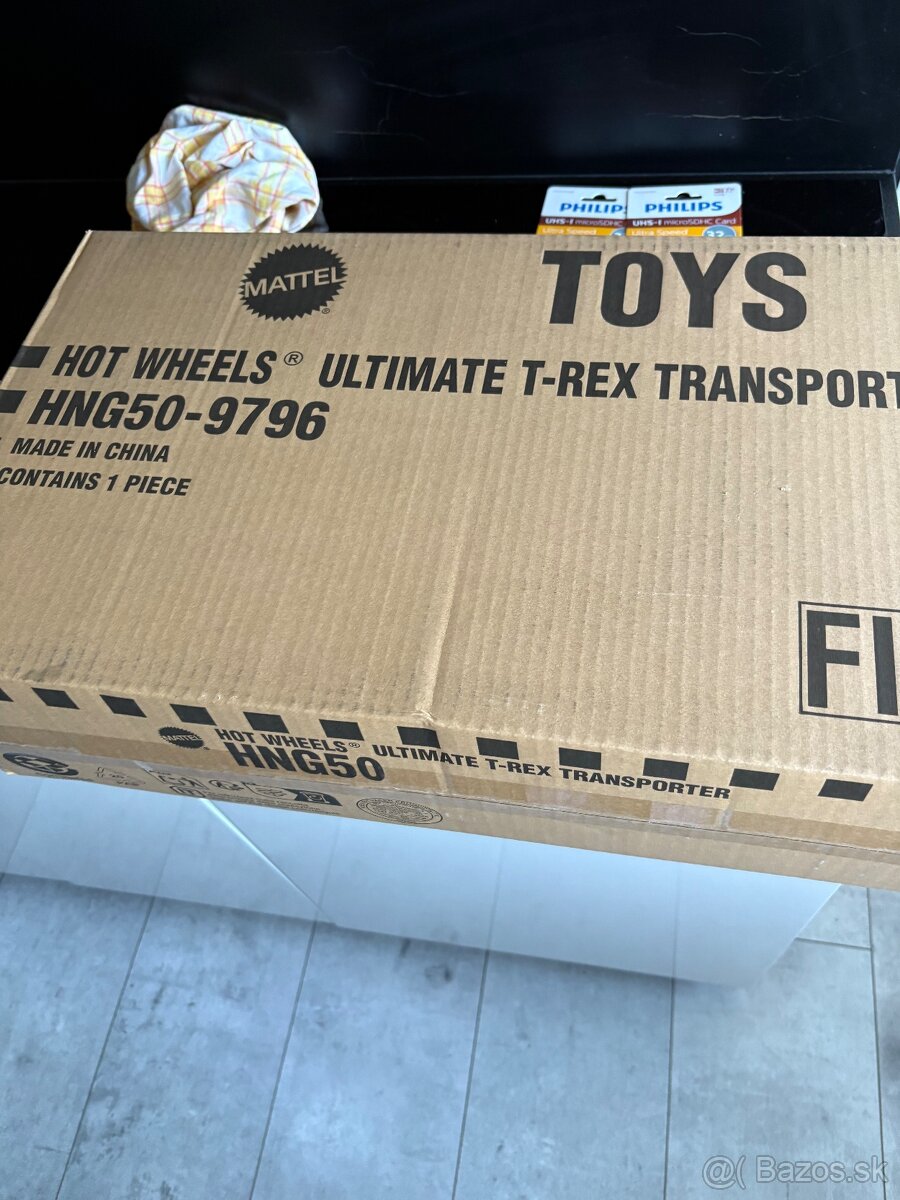 PHILIPS
UHS-I microSDHC
Ultra Speed
PHILIPS
UHS-I microSDHC Card
Ultra Speed 32
MATTEL ®
TOYS
HOT WHEELS® ULTIMATE T-REX TRANSPORT
HNG50-9796
MADE IN CHINA
CONTAINS 1 PIECE
FI
MATTEL HOT WHEELS® ULTIMATE T-REX TRANSPORTER
HNG50
@( Bazos.sk